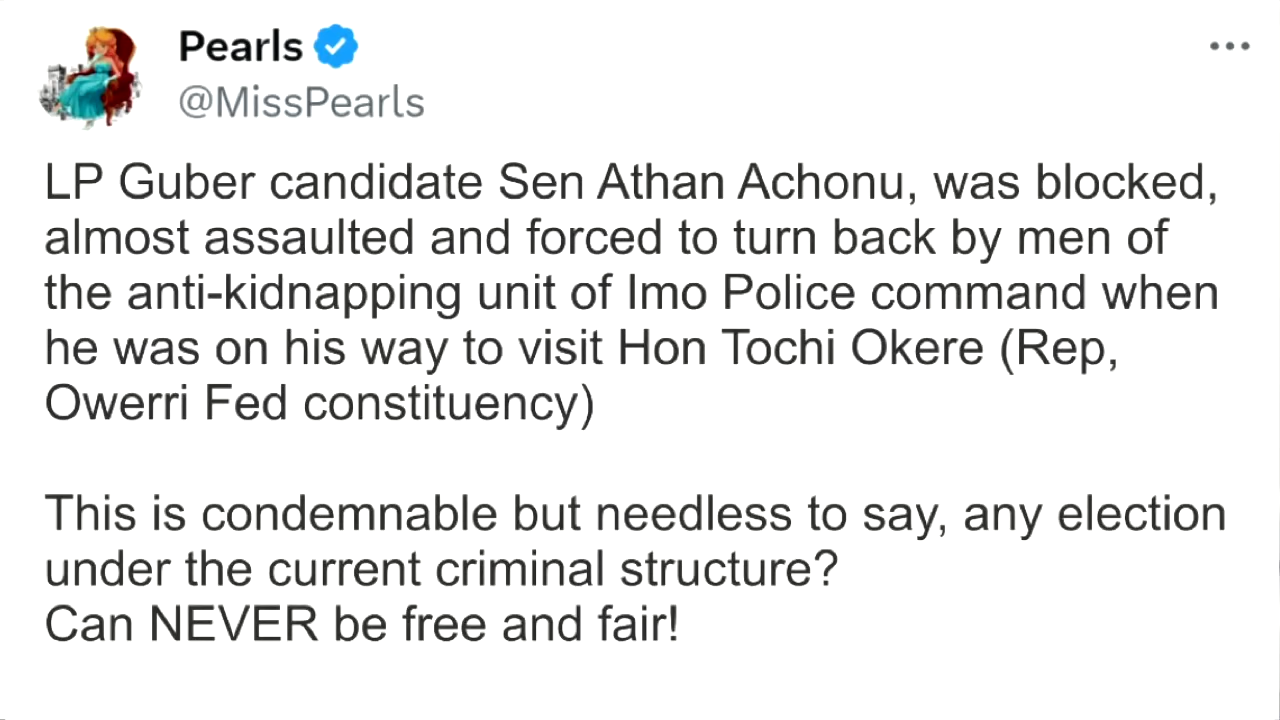 Pearls
@MissPearls
LP Guber candidate Sen Athan Achonu, was blocked,
almost assaulted and forced to turn back by men of
the anti-kidnapping unit of Imo Police command when
he was on his way to visit Hon Tochi Okere (Rep,
Owerri Fed constituency)
This is condemnable but needless to say, any election
under the current criminal structure?
Can NEVER be free and fair!